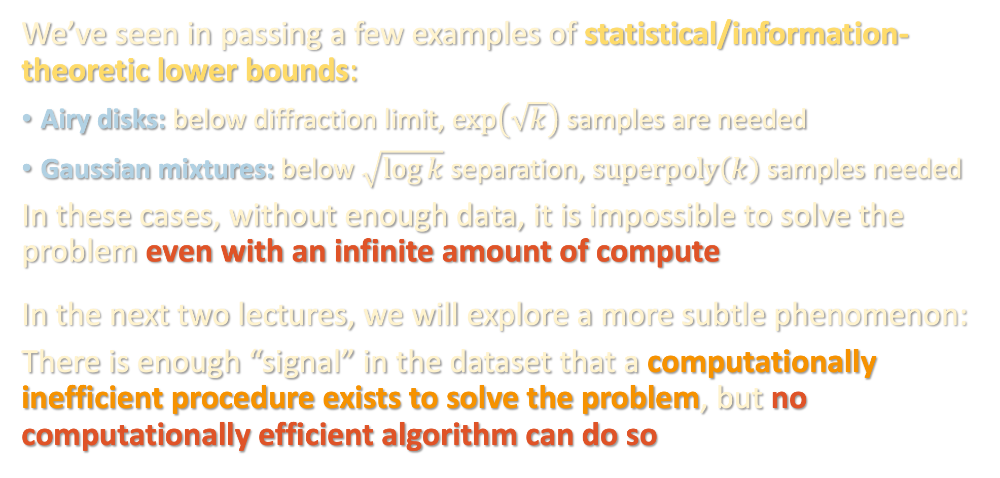 We’ve seen in passing a few examples of statistical/information-
theoretic lower bounds:
• Airy disks: below diffraction limit, exp(√k) samples are needed
• Gaussian mixtures: below √(log k) separation, superpoly(k) samples needed
In these cases, without enough data, it is impossible to solve the
problem even with an infinite amount of compute
In the next two lectures, we will explore a more subtle phenomenon:
There is enough “signal” in the dataset that a computationally
inefficient procedure exists to solve the problem, but no
computationally efficient algorithm can do so